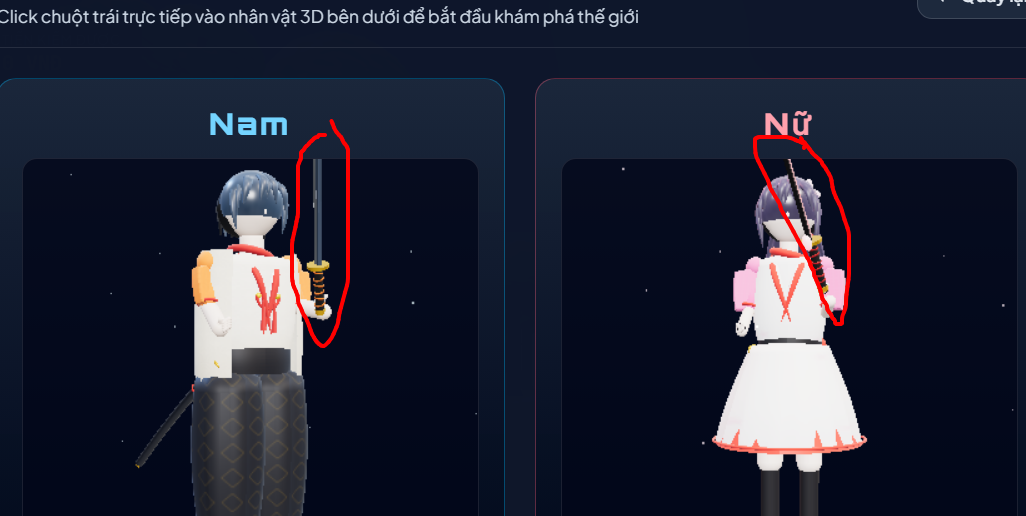 Click chuột trái trực tiếp vào nhân vật 3D bên dưới để bắt đầu khám phá thế giới
Nam
Nữ